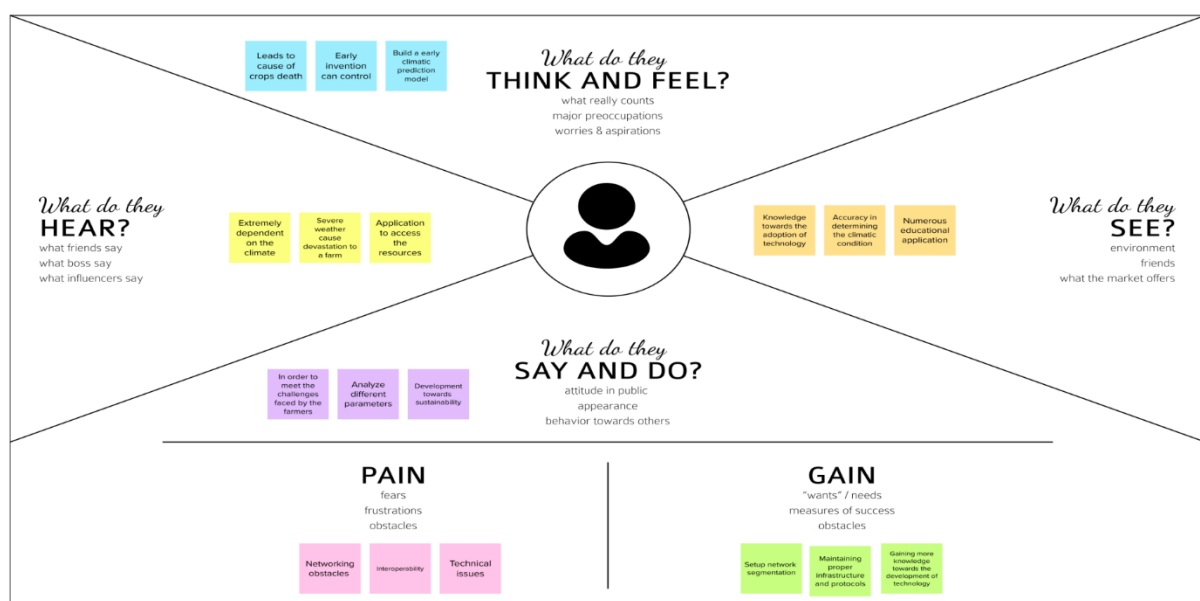 Leads to
cause of
crops death
Early
invention
can control
Build a early
climatic
prediction
model
What do they
THINK AND FEEL?
what really counts
major preoccupations
worries & aspirations
What do they
HEAR?
what friends say
what boss say
what influencers say
Extremely
dependent
on the
climate
Severe
weather
cause
devastation to
a farm
Application
to access
the
resources
Knowledge
towards the
adoption of
technology
Accuracy in
determining
the climatic
condition
Numerous
educational
application
What do they
SEE?
environment
friends
what the market offers
What do they
SAY AND DO?
attitude in public
appearance
behavior towards others
In order to
meet the
challenges
faced by the
farmers
Analyze
different
parameters
Development
towards
sustainability
PAIN
fears
frustrations
obstacles
Networking
obstacles
Interoperability
Technical
issues
GAIN
"wants" / needs
measures of success
obstacles
Setup network
segmentation
Maintaining
proper
infrastructure
and protocols
Gaining more
knowledge
towards the
development of
technology